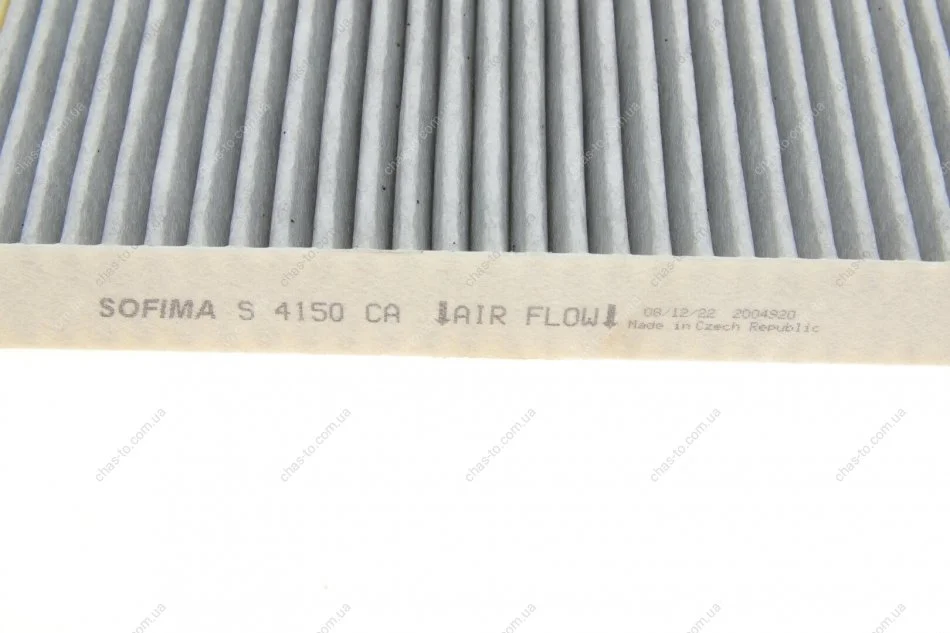 SOFIMA S 4150 CA ⬇AIR FLOW⬇
08/12/22 2004920
Made in Czech Republic
chas-to.com.ua